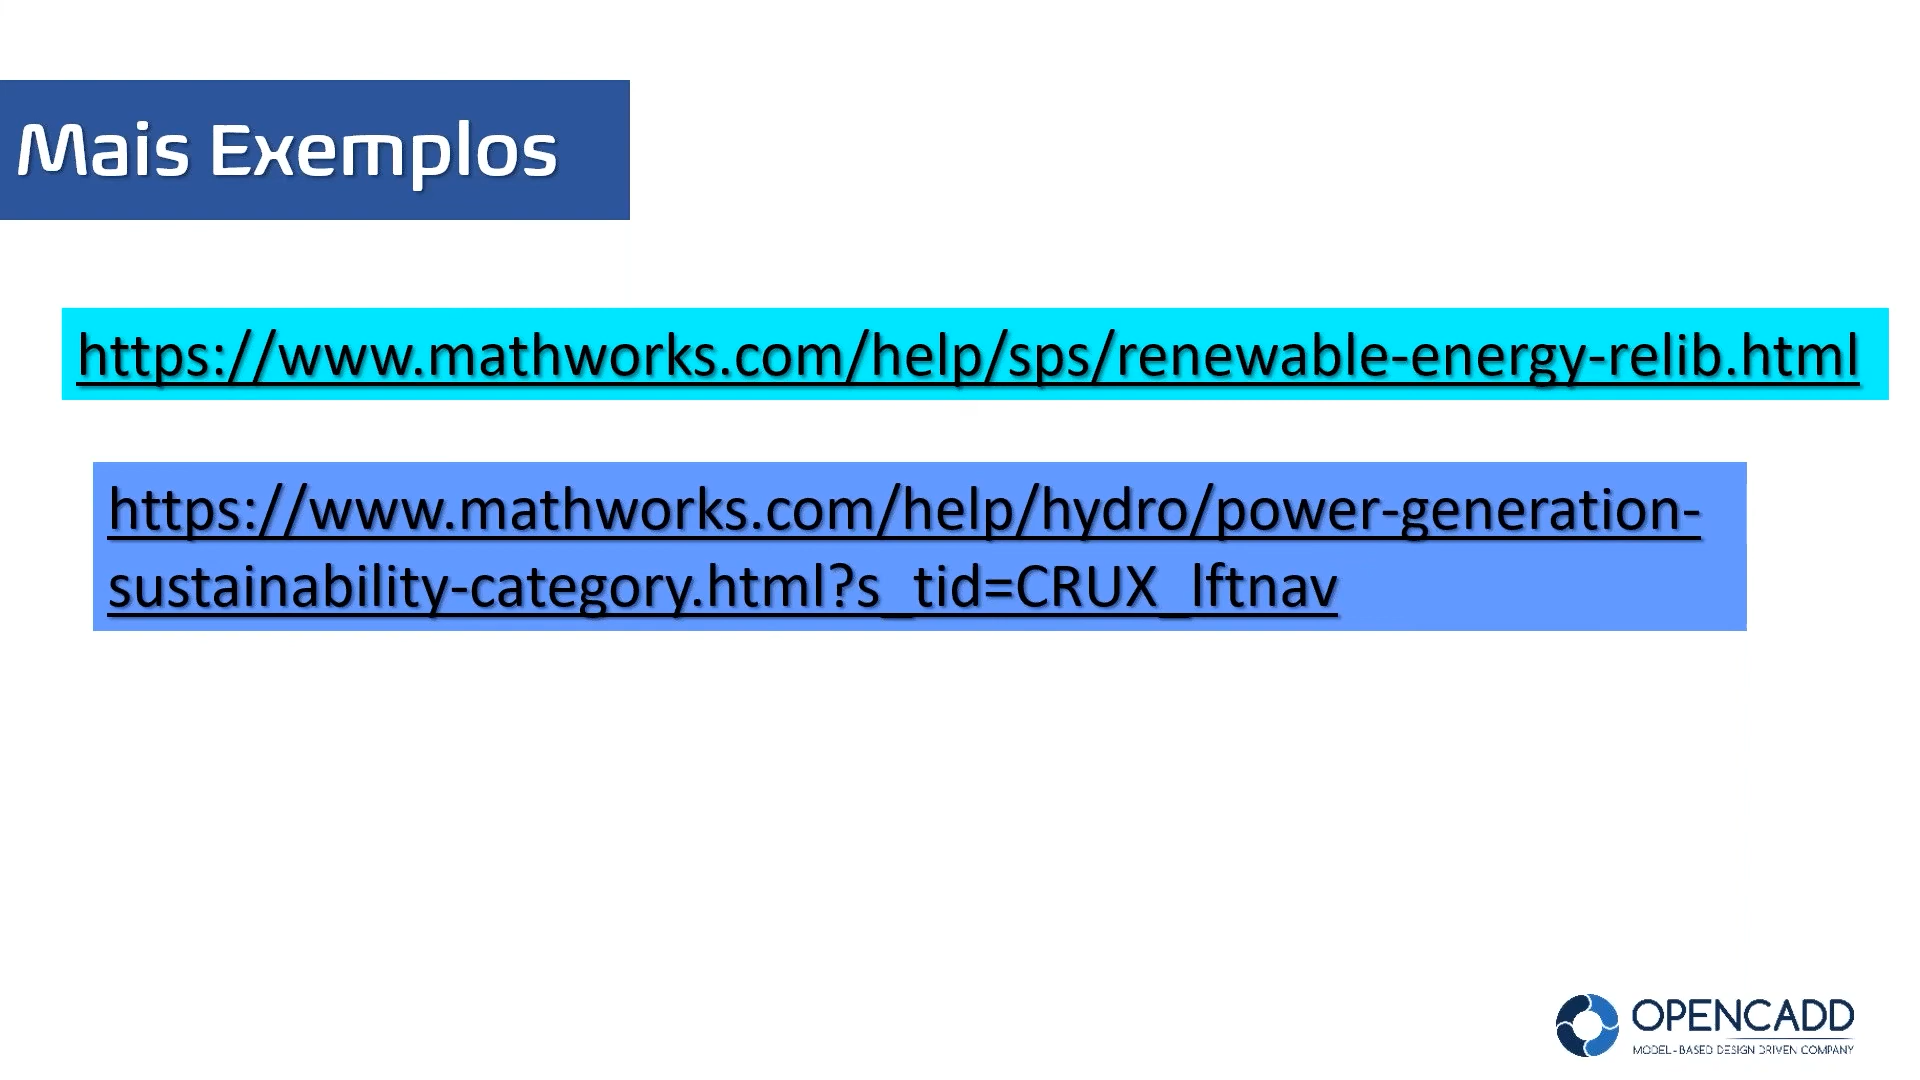 Mais Exemplos
https://www.mathworks.com/help/sps/renewable-energy-relib.html
https://www.mathworks.com/help/hydro/power-generation-
sustainability-category.html?s_tid=CRUX_lftnav
OPENCADD
MODEL-BASED DESIGN DRIVEN COMPANY